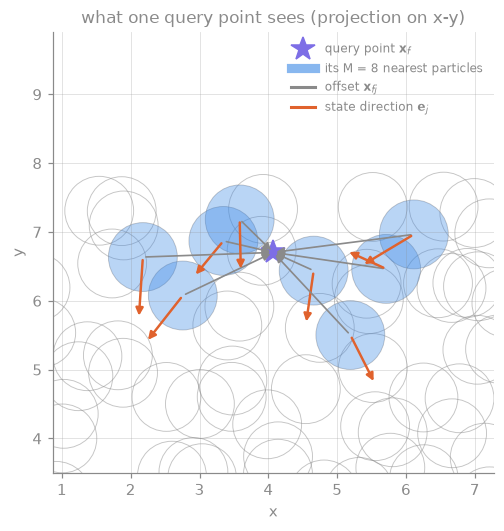 what one query point sees (projection on x-y)
query point x_f
its M = 8 nearest particles
offset x_fj
state direction e_j
9
8
7
6
5
4
y
1 2 3 4 5 6 7
x